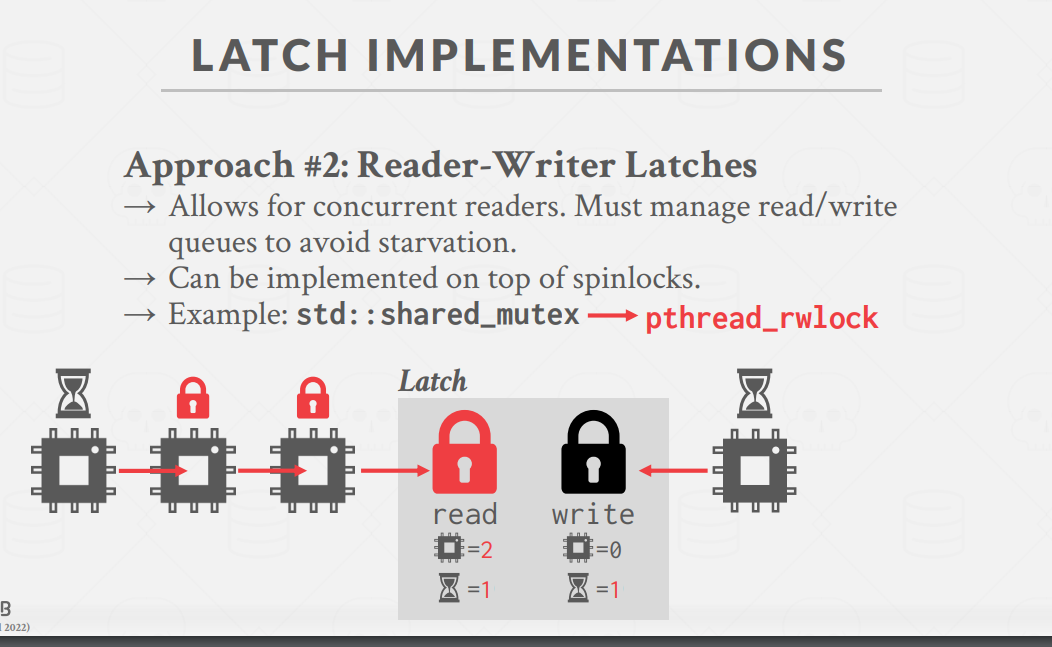 LATCH IMPLEMENTATIONS
Approach #2: Reader-Writer Latches
→ Allows for concurrent readers. Must manage read/write
queues to avoid starvation.
→ Can be implemented on top of spinlocks.
→ Example: std::shared_mutex → pthread_rwlock
Latch
read write
=2 =0
=1 =1
B
2022)